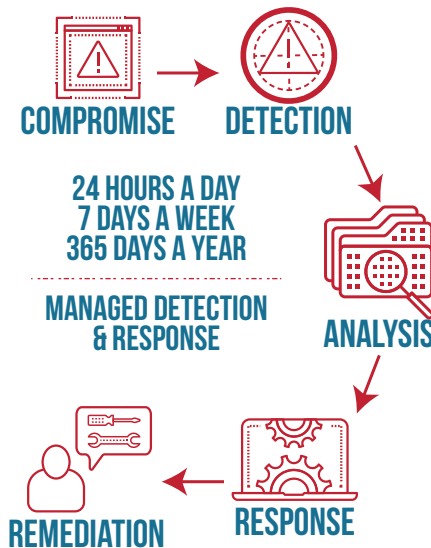 COMPROMISE
DETECTION
24 HOURS A DAY
7 DAYS A WEEK
365 DAYS A YEAR
MANAGED DETECTION
& RESPONSE
ANALYSIS
RESPONSE
REMEDIATION